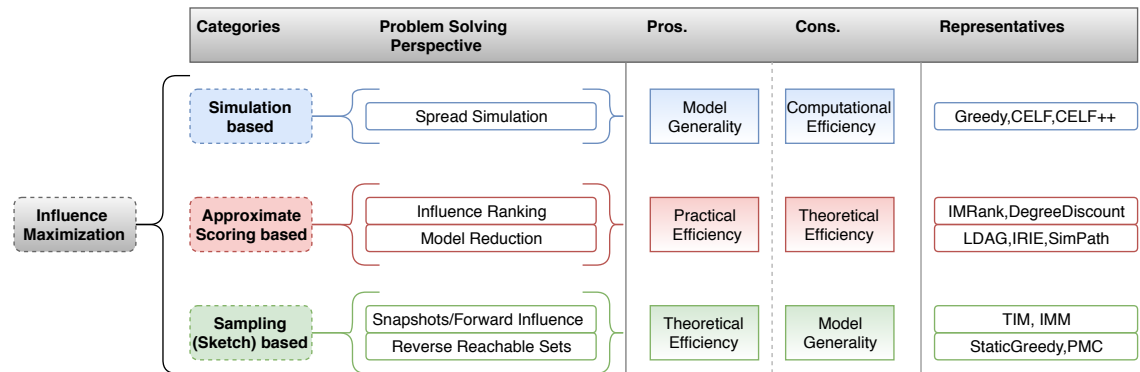 Categories
Problem Solving
Perspective
Pros.
Cons.
Representatives
Influence
Maximization
Simulation
based
Spread Simulation
Model
Generality
Computational
Efficiency
Greedy,CELF,CELF++
Approximate
Scoring based
Influence Ranking
Model Reduction
Practical
Efficiency
Theoretical
Efficiency
IMRank,DegreeDiscount
LDAG,IRIE,SimPath
Sampling
(Sketch) based
Snapshots/Forward Influence
Reverse Reachable Sets
Theoretical
Efficiency
Model
Generality
TIM, IMM
StaticGreedy,PMC